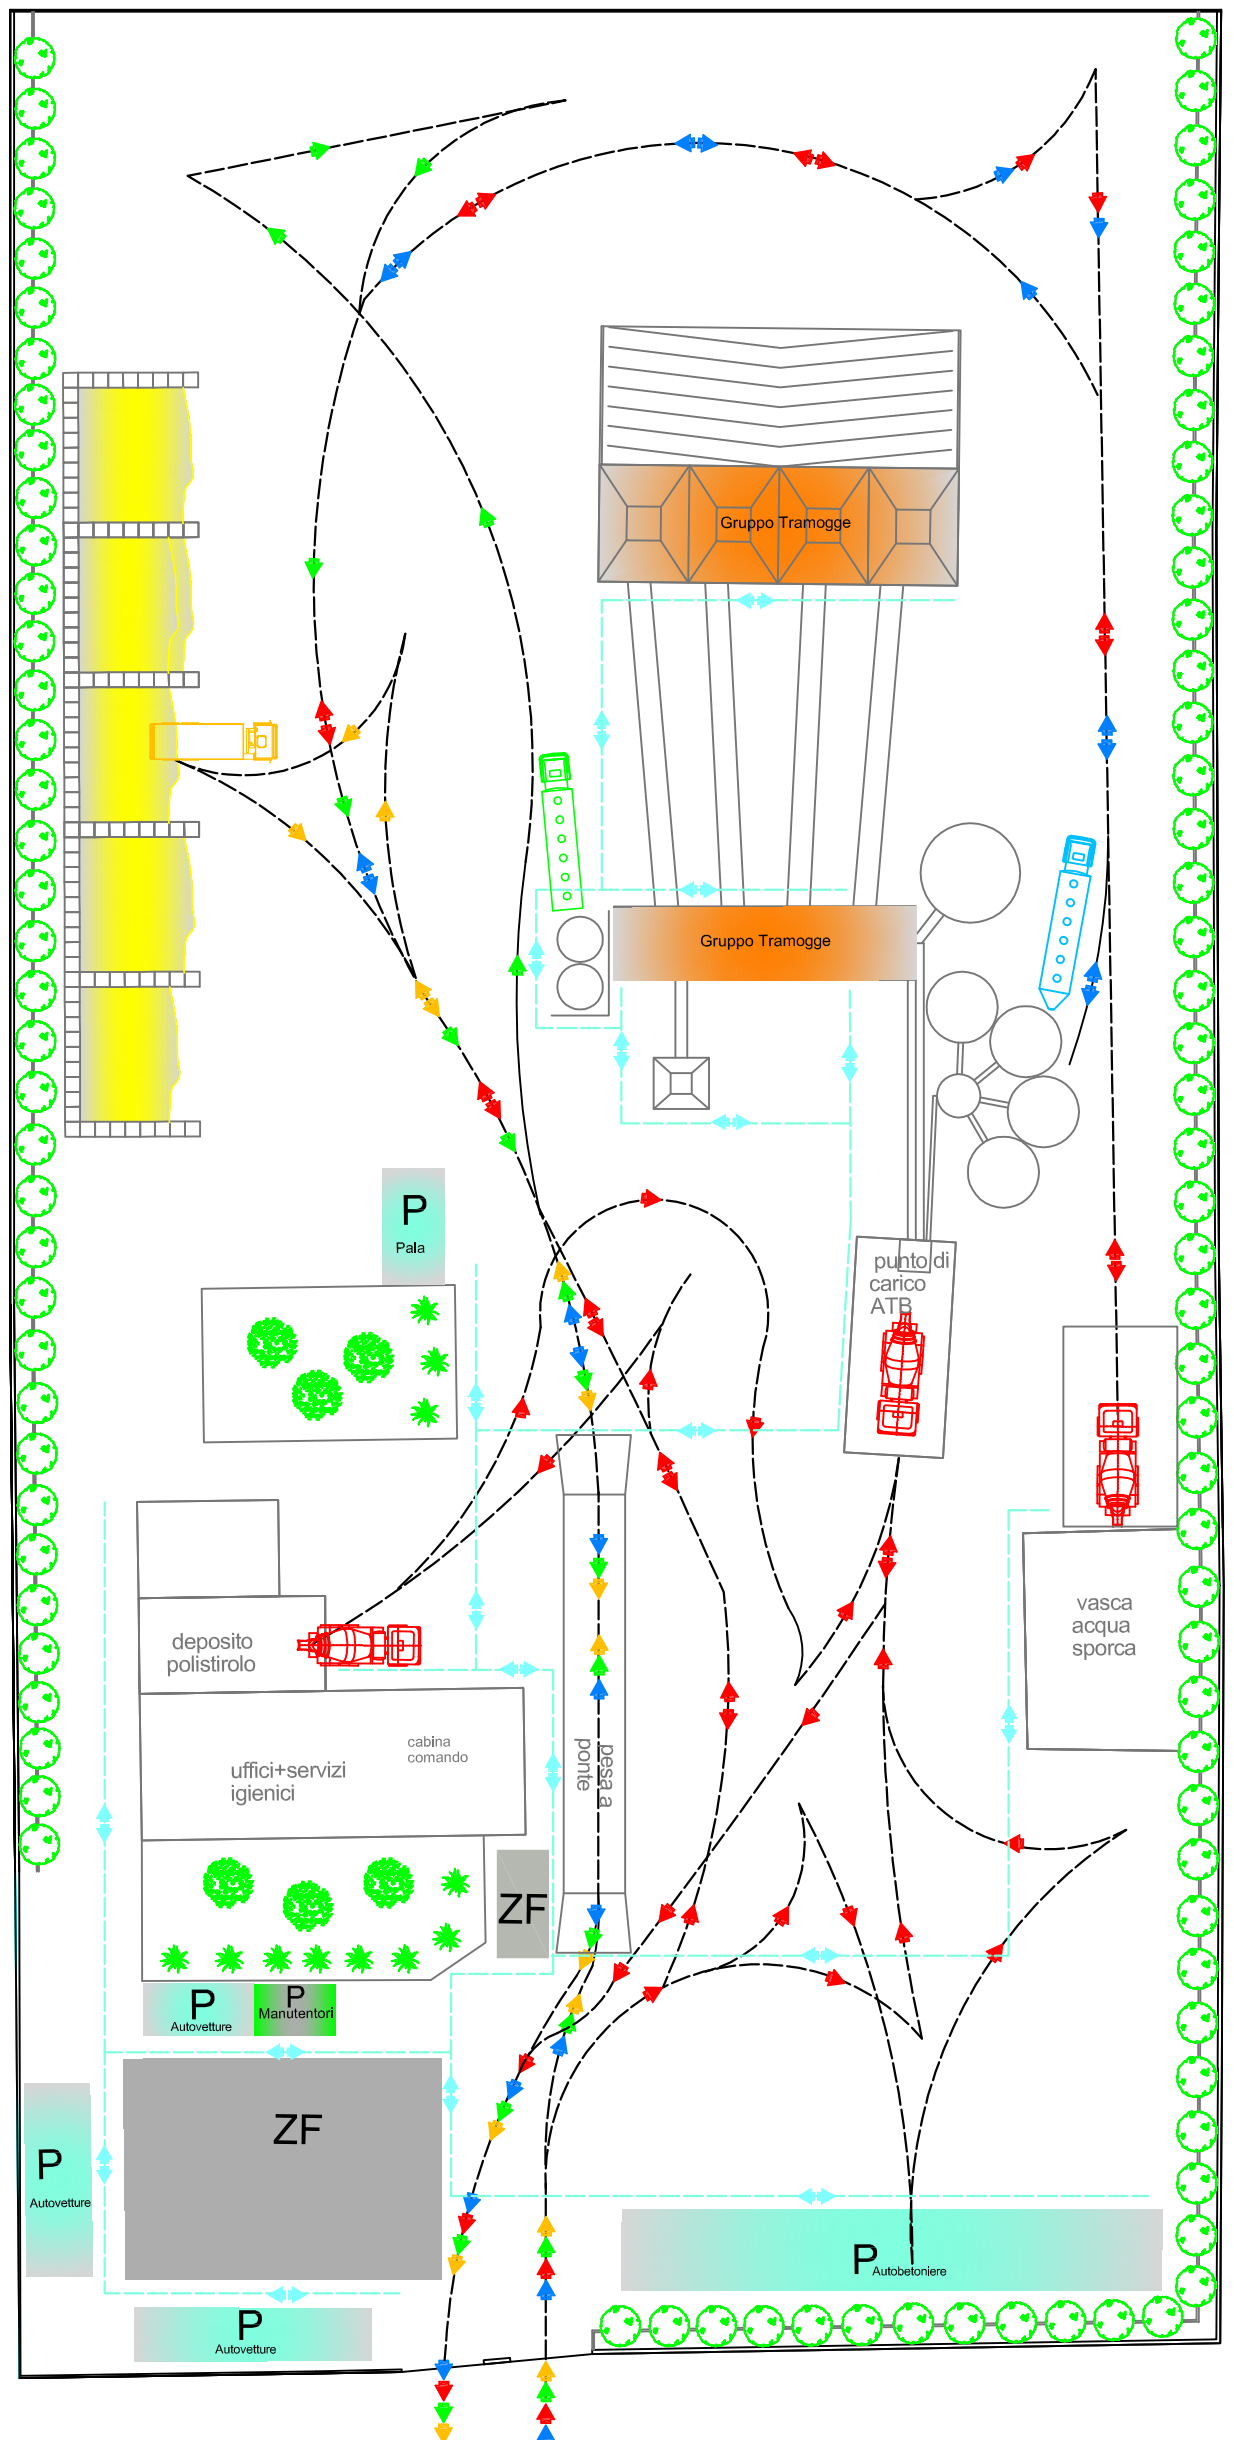 Gruppo Tramogge
Gruppo Tramogge
P
Pala
punto di
carico
ATB
vasca
acqua
sporca
deposito
polistirolo
cabina
comando
uffici+servizi
igienici
pesa a
ponte
ZF
P
Autovetture
P
Manutentori
ZF
P
Autovetture
P
Autobetoniere
P
Autovetture